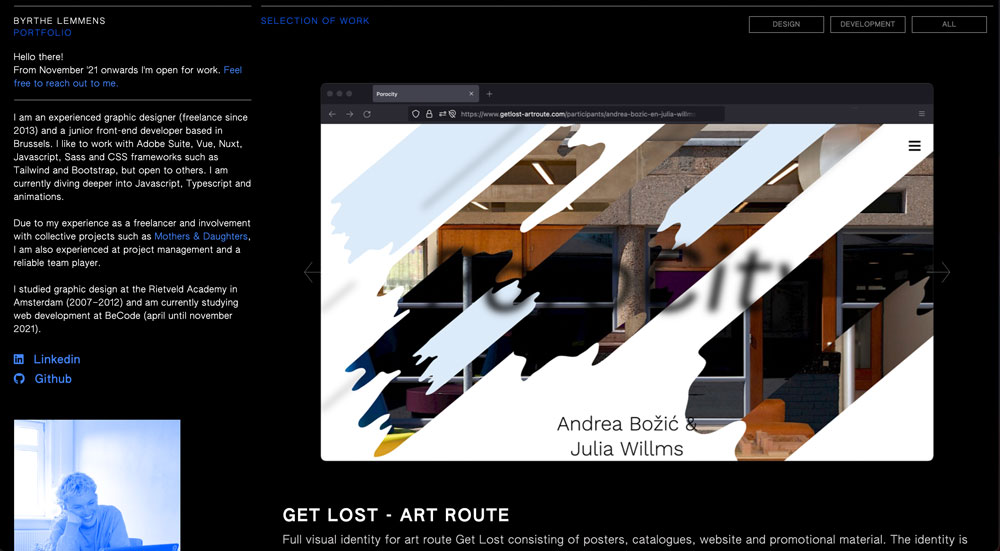 BYRTHE LEMMENS
PORTFOLIO
Hello there!
From November '21 onwards I'm open for work. Feel
free to reach out to me.
I am an experienced graphic designer (freelance since
2013) and a junior front-end developer based in
Brussels. I like to work with Adobe Suite, Vue, Nuxt,
Javascript, Sass and CSS frameworks such as
Tailwind and Bootstrap, but open to others. I am
currently diving deeper into Javascript, Typescript and
animations.
Due to my experience as a freelancer and involvement
with collective projects such as Mothers & Daughters,
I am also experienced at project management and a
reliable team player.
I studied graphic design at the Rietveld Academy in
Amsterdam (2007–2012) and am currently studying
web development at BeCode (april until november
2021).
Linkedin
Github
SELECTION OF WORK
DESIGN
DEVELOPMENT
ALL
Porocity
https://www.getlost-artroute.com/participants/andrea-bozic-en-julia-willms
Andrea Božić &
Julia Willms
GET LOST - ART ROUTE
Full visual identity for art route Get Lost consisting of posters, catalogues, website and promotional material. The identity is